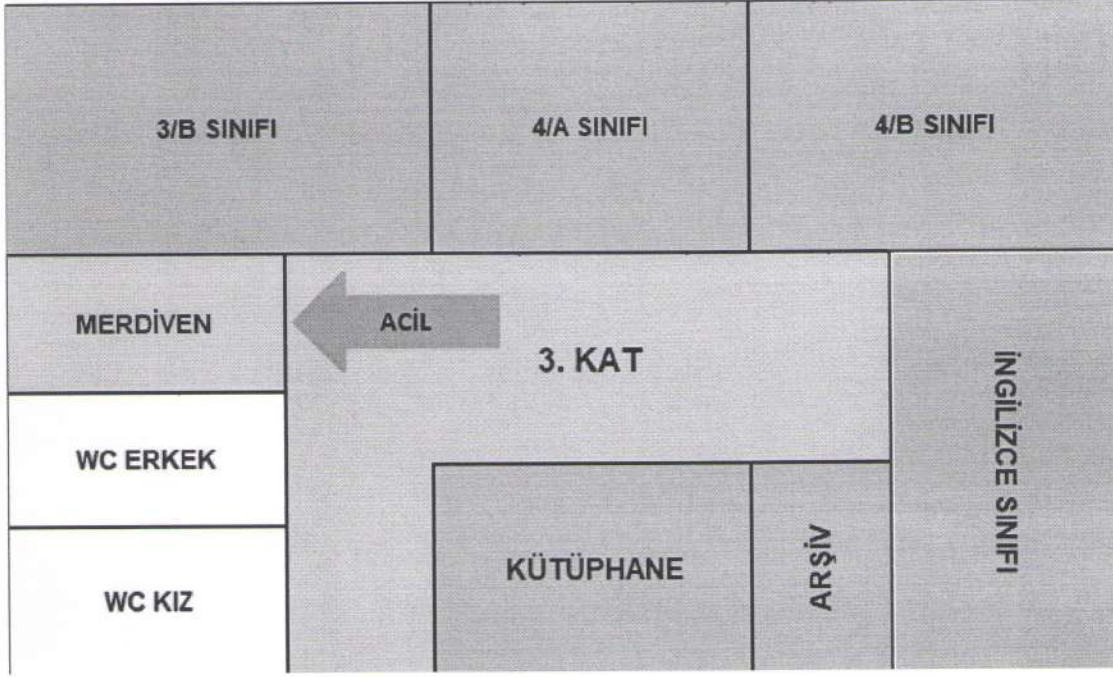 3/B SINIFI
4/A SINIFI
4/B SINIFI
MERDİVEN
ACİL
3. KAT
İNGİLİZCE SINIFI
WC ERKEK
KÜTÜPHANE
ARŞİV
WC KIZ